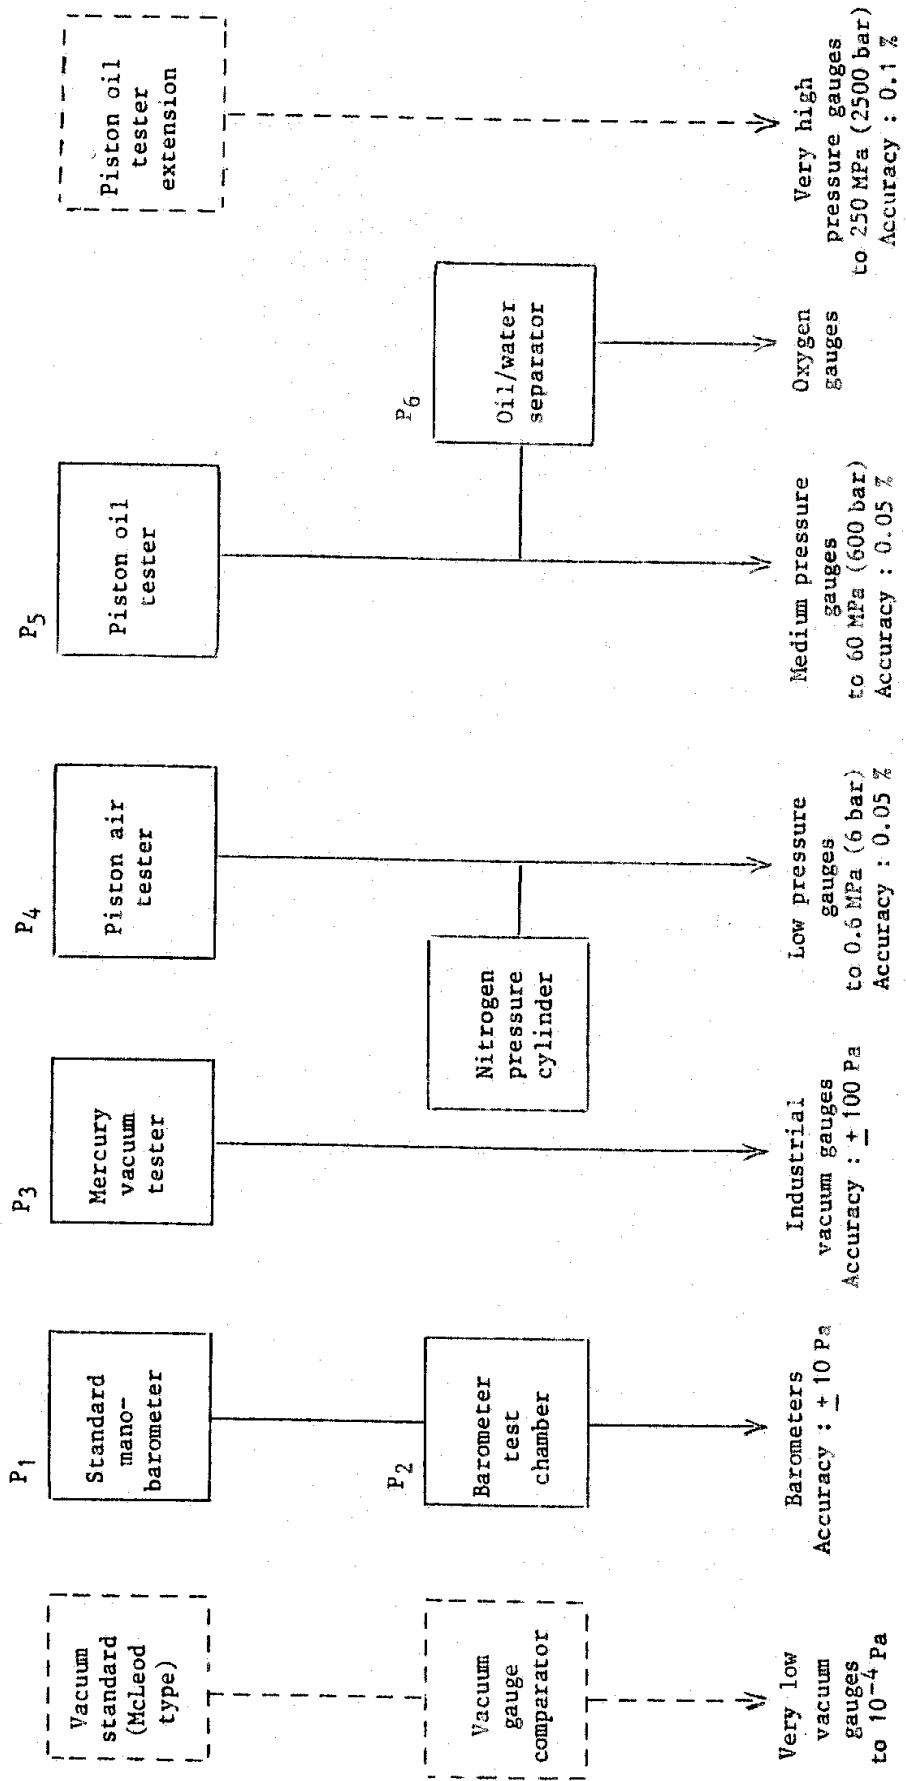 Vacuum
standard
(McLeod
type)
P1
Standard
mano-
barometer
P3
Mercury
vacuum
tester
P4
Piston air
tester
P5
Piston oil
tester
Piston oil
tester
extension
Vacuum
gauge
comparator
P2
Barometer
test
chamber
Nitrogen
pressure
cylinder
P6
Oil/water
separator
Very low
vacuum
gauges
to 10⁻⁴ Pa
Barometers
Accuracy : ± 10 Pa
Industrial
vacuum gauges
Accuracy : ± 100 Pa
Low pressure
gauges
to 0.6 MPa (6 bar)
Accuracy : 0.05 %
Medium pressure
gauges
to 60 MPa (600 bar)
Accuracy : 0.05 %
Oxygen
gauges
Very high
pressure gauges
to 250 MPa (2500 bar)
Accuracy : 0.1 %